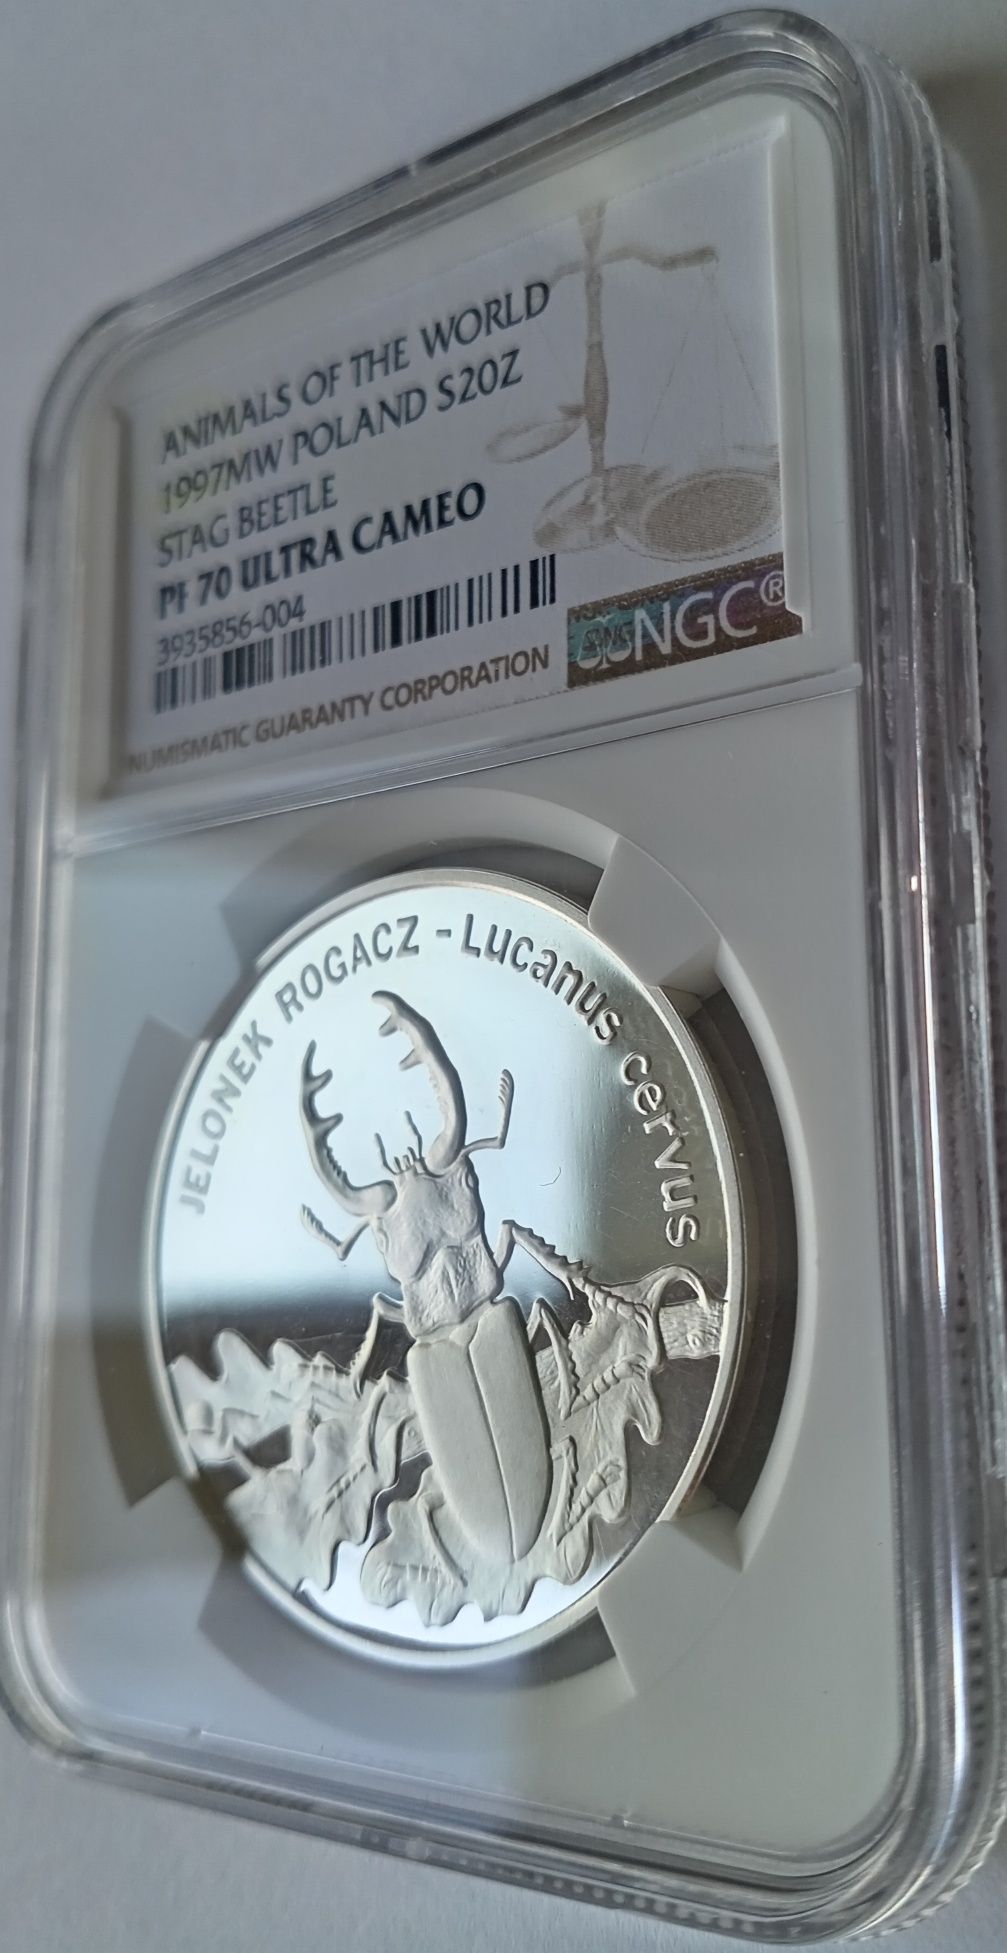 ANIMALS OF THE WORLD
1997MW POLAND S20Z
STAG BEETLE
PF 70 ULTRA CAMEO
3935856-004
NUMISMATIC GUARANTY CORPORATION
NGC®
JELONEK ROGACZ - Lucanus cervus